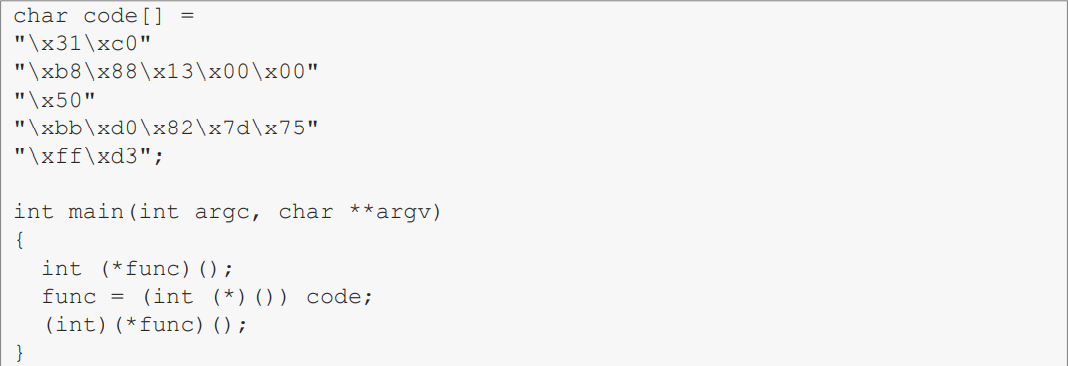 char code[] =
"\x31\xc0"
"\xb8\x88\x13\x00\x00"
"\x50"
"\xbb\xd0\x82\x7d\x75"
"\xff\xd3";

int main(int argc, char **argv)
{
  int (*func)();
  func = (int (*)()) code;
  (int)(*func)();
}